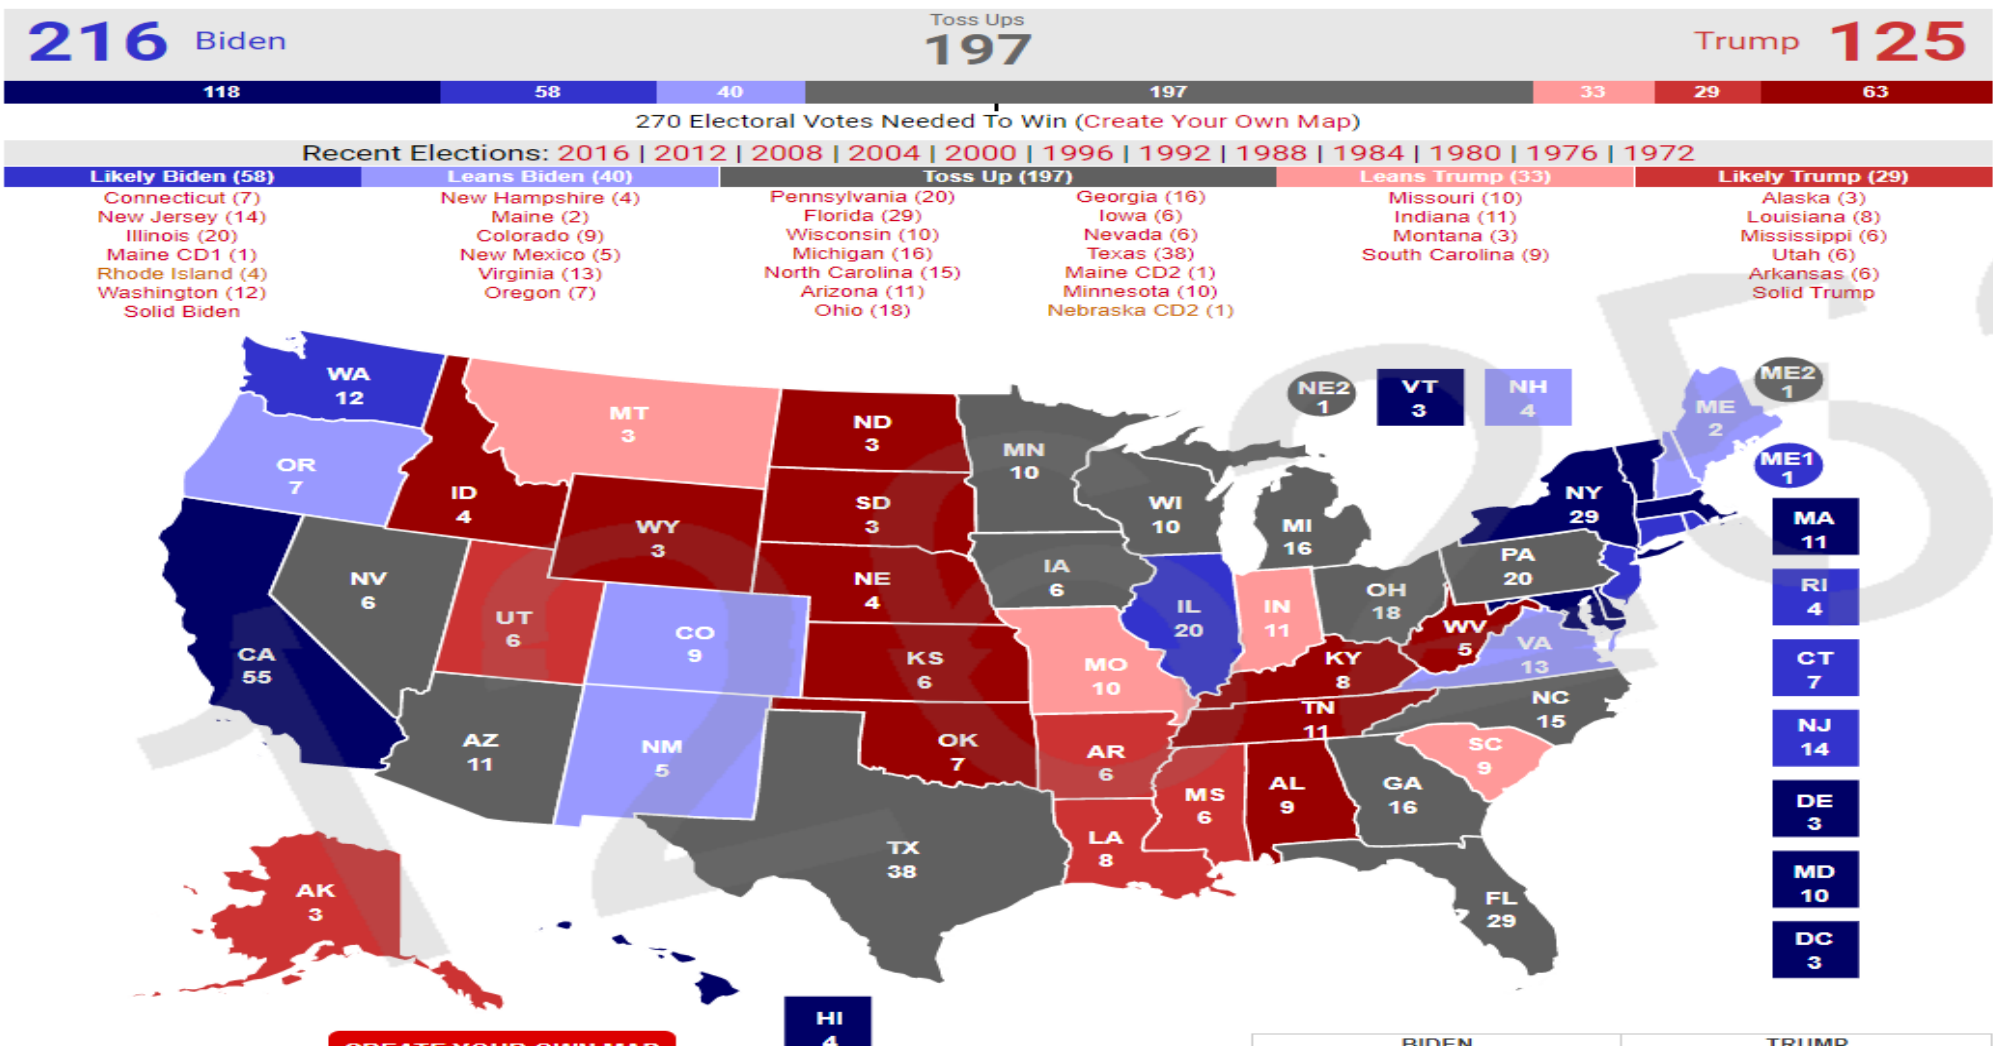 216 Biden
Toss Ups
197
Trump 125
118 58 40 197 33 29 63
270 Electoral Votes Needed To Win (Create Your Own Map)
Recent Elections: 2016 | 2012 | 2008 | 2004 | 2000 | 1996 | 1992 | 1988 | 1984 | 1980 | 1976 | 1972
Likely Biden (58)
Connecticut (7)
New Jersey (14)
Illinois (20)
Maine CD1 (1)
Rhode Island (4)
Washington (12)
Solid Biden
Leans Biden (40)
New Hampshire (4)
Maine (2)
Colorado (9)
New Mexico (5)
Virginia (13)
Oregon (7)
Toss Up (197)
Pennsylvania (20)
Florida (29)
Wisconsin (10)
Michigan (16)
North Carolina (15)
Arizona (11)
Ohio (18)
Georgia (16)
Iowa (6)
Nevada (6)
Texas (38)
Maine CD2 (1)
Minnesota (10)
Nebraska CD2 (1)
Leans Trump (33)
Missouri (10)
Indiana (11)
Montana (3)
South Carolina (9)
Likely Trump (29)
Alaska (3)
Louisiana (8)
Mississippi (6)
Utah (6)
Arkansas (6)
Solid Trump
WA
12
OR
7
CA
55
NV
6
ID
4
MT
3
WY
3
UT
6
CO
9
AZ
11
NM
5
ND
3
SD
3
NE
4
KS
6
OK
7
TX
38
MN
10
IA
6
MO
10
AR
6
LA
8
WI
10
IL
20
MI
16
IN
11
OH
18
KY
8
TN
11
MS
6
AL
9
GA
16
FL
29
SC
9
NC
15
VA
13
WV
5
PA
20
NY
29
NE2
1
VT
3
NH
4
ME
2
ME2
1
ME1
1
MA
11
RI
4
CT
7
NJ
14
DE
3
MD
10
DC
3
AK
3
HI
4
CREATE YOUR OWN MAP
BIDEN
TRUMP